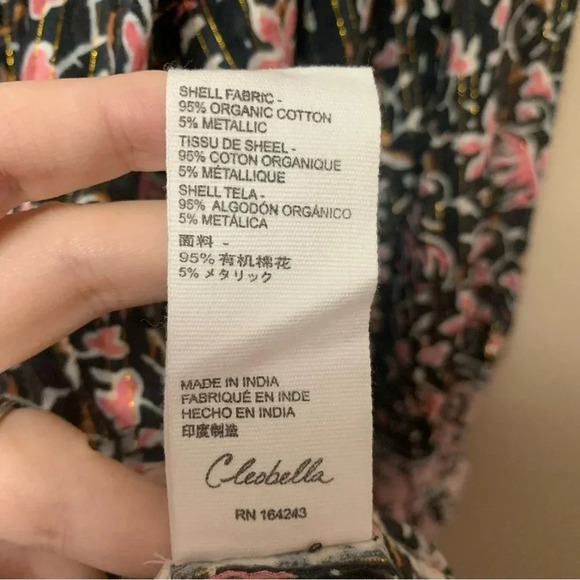 SHELL FABRIC -
95% ORGANIC COTTON
5% METALLIC
TISSU DE SHEEL -
95% COTON ORGANIQUE
5% MÉTALLIQUE
SHELL TELA -
95% ALGODÓN ORGÁNICO
5% METÁLICA
面料 -
95% 有机棉花
5% メタリック
MADE IN INDIA
FABRIQUÉ EN INDE
HECHO EN INDIA
印度制造
Cleobella
RN 164243